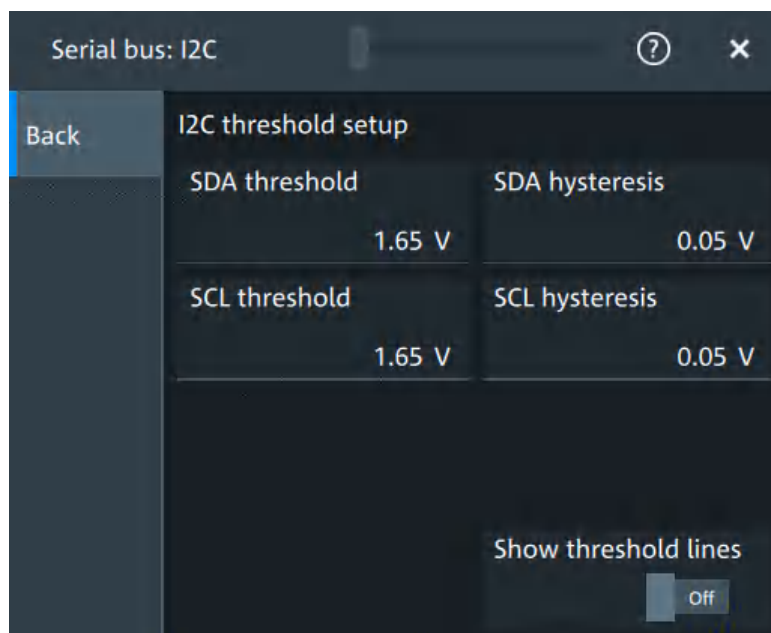 Serial bus: I2C
? ×
Back
I2C threshold setup
SDA threshold
SDA hysteresis
1.65 V
0.05 V
SCL threshold
SCL hysteresis
1.65 V
0.05 V
Show threshold lines
Off